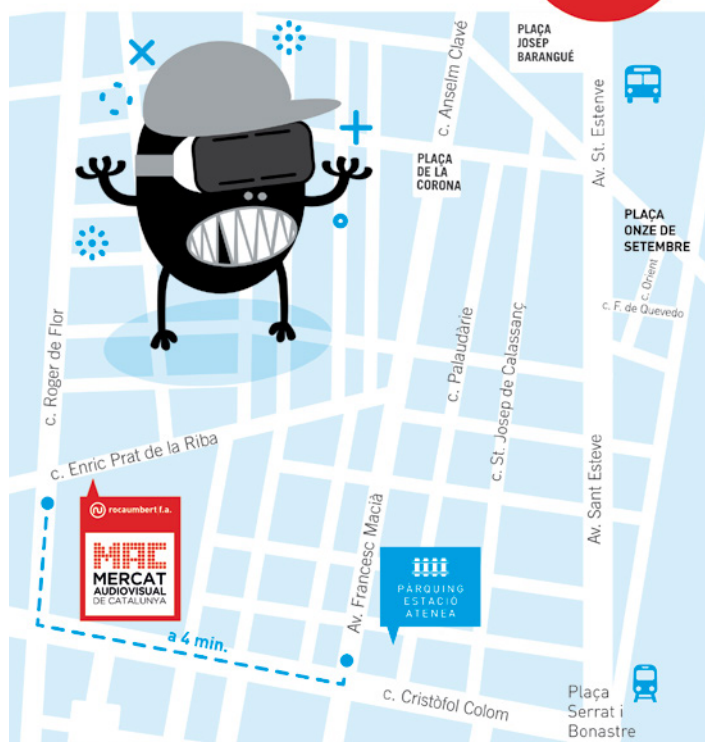 PLAÇA
JOSEP
BARANGUÉ
c. Anselm Clavé
Av. St. Estenve
PLAÇA
DE LA
CORONA
PLAÇA
ONZE DE
SETEMBRE
c. Orient
c. F. de Quevedo
c. Roger de Flor
c. Palaudàrie
c. St. Josep de Calassanç
c. Enric Prat de la Riba
Av. Sant Esteve
rocaumbert f.a.
MAC
MERCAT
AUDIOVISUAL
DE CATALUNYA
Av. Francesc Macià
PÀRQUING
ESTACIÓ
ATENEA
a 4 min.
c. Cristòfol Colom
Plaça
Serrat i
Bonastre